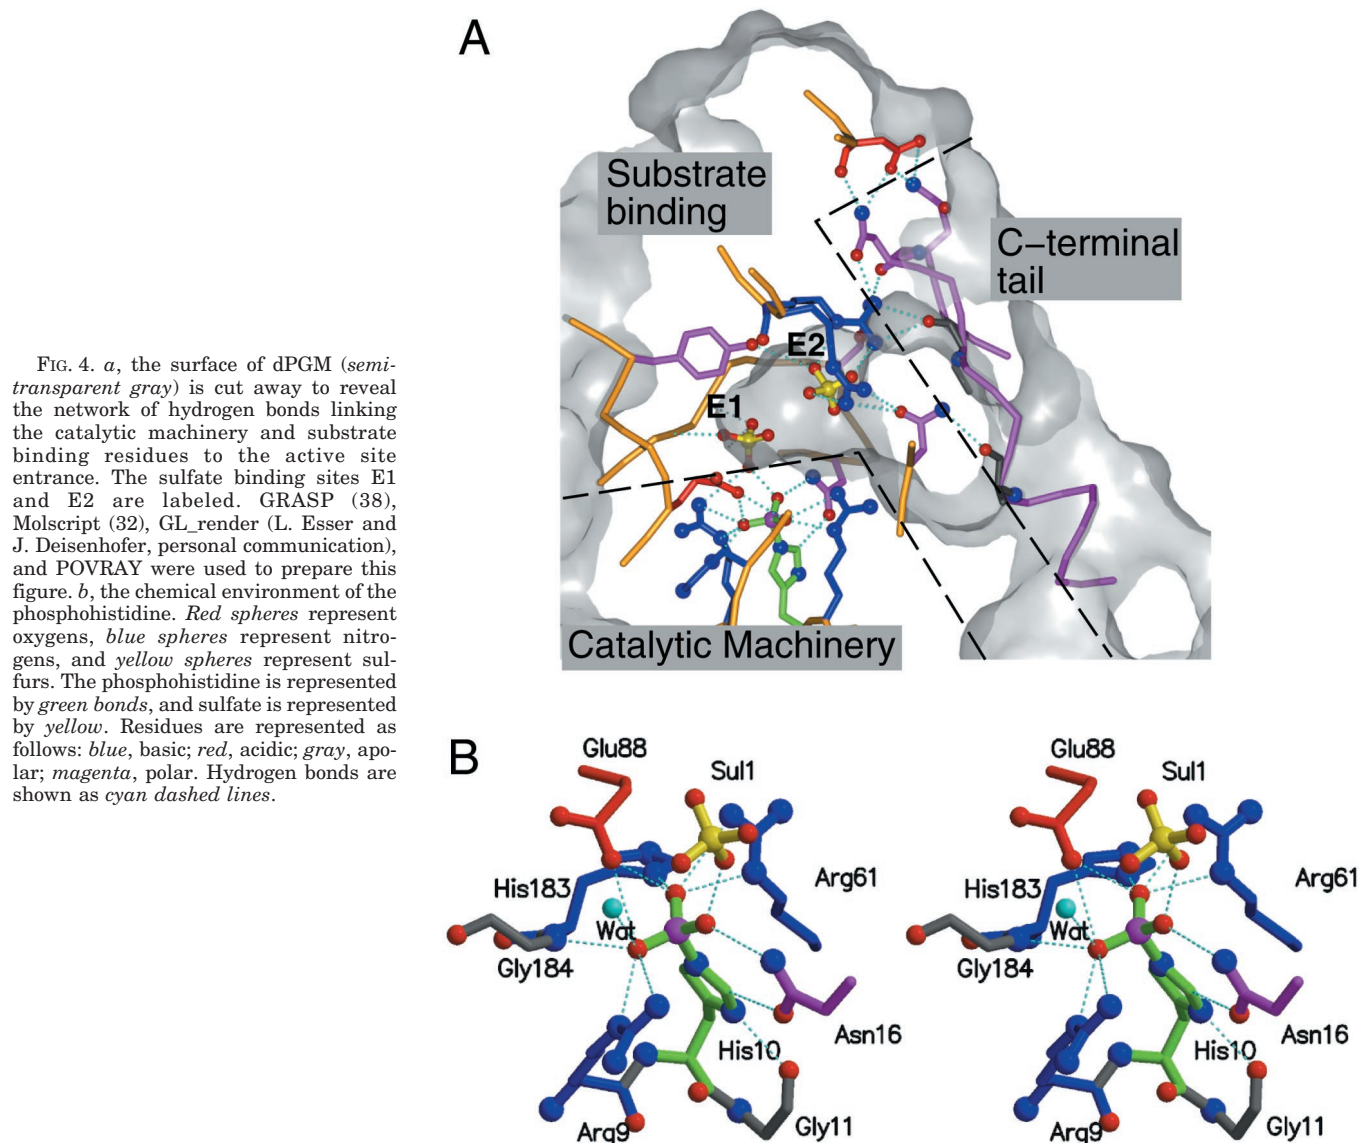 FIG. 4. a, the surface of dPGM (semi-
transparent gray) is cut away to reveal
the network of hydrogen bonds linking
the catalytic machinery and substrate
binding residues to the active site
entrance. The sulfate binding sites E1
and E2 are labeled. GRASP (38),
Molscript (32), GL_render (L. Esser and
J. Deisenhofer, personal communication),
and POVRAY were used to prepare this
figure. b, the chemical environment of the
phosphohistidine. Red spheres represent
oxygens, blue spheres represent nitro-
gens, and yellow spheres represent sul-
furs. The phosphohistidine is represented
by green bonds, and sulfate is represented
by yellow. Residues are represented as
follows: blue, basic; red, acidic; gray, apo-
lar; magenta, polar. Hydrogen bonds are
shown as cyan dashed lines.
A
Substrate
binding
C-terminal
tail
E2
E1
Catalytic Machinery
B
Glu88
Sul1
His183
Arg61
Wat
Gly184
Asn16
His10
Arg9
Gly11
Glu88
Sul1
His183
Arg61
Wat
Gly184
Asn16
His10
Arg9
Gly11